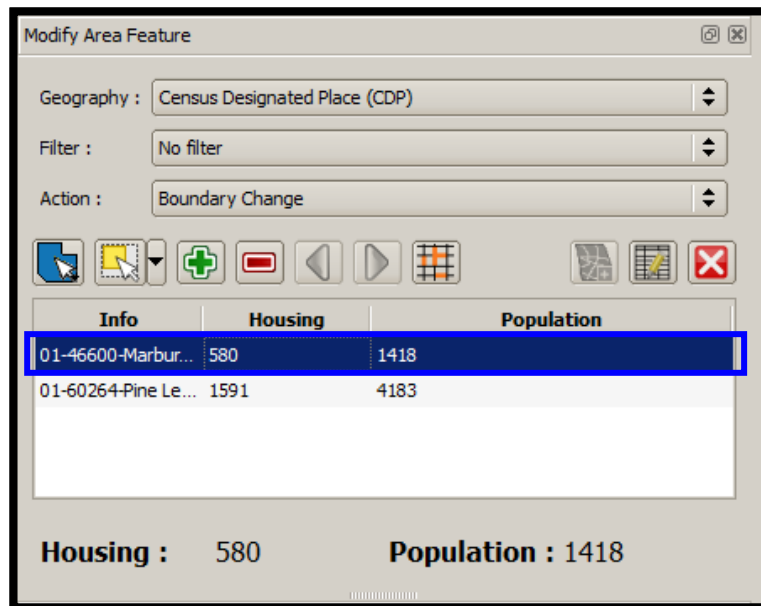 Modify Area Feature
Geography : Census Designated Place (CDP)
Filter : No filter
Action : Boundary Change
Info Housing Population
01-46600-Marbur... 580 1418
01-60264-Pine Le... 1591 4183
Housing : 580 Population : 1418